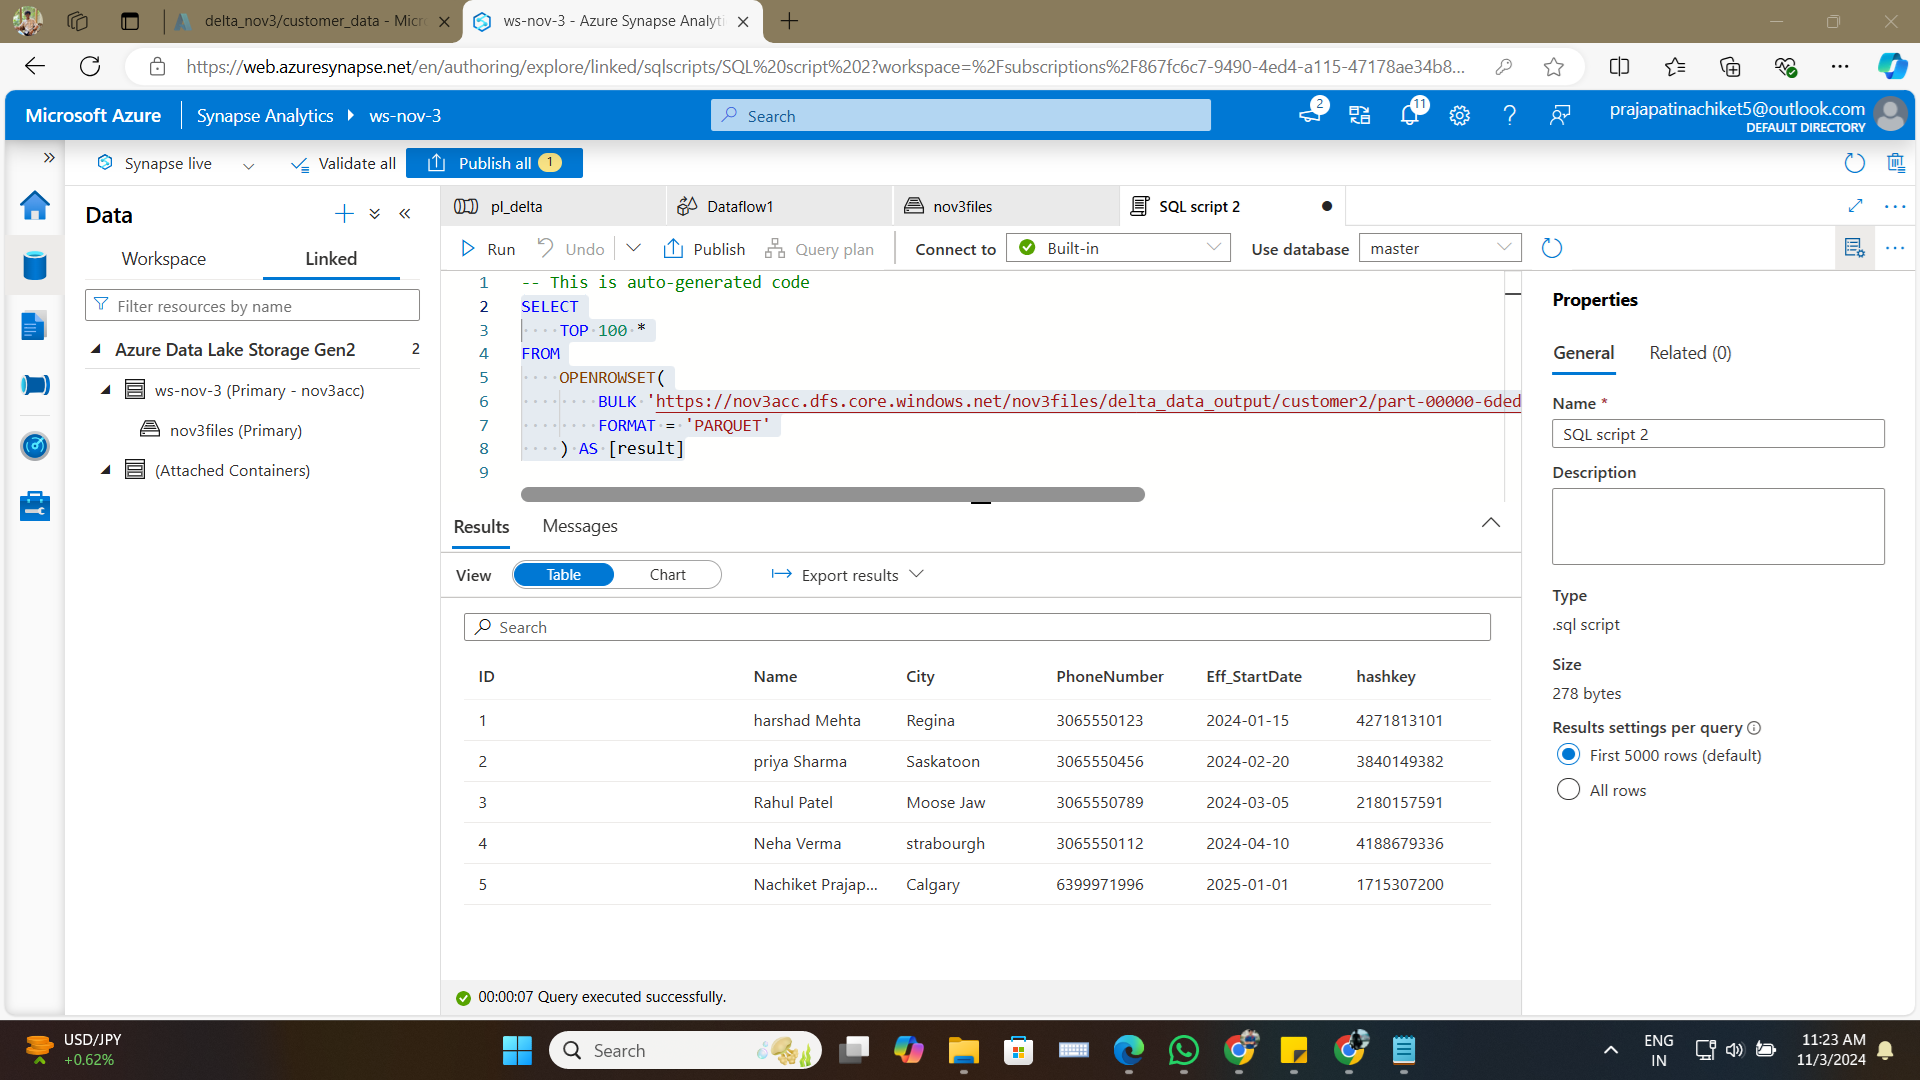 delta_nov3/customer_data - Micr
ws-nov-3 - Azure Synapse Analyti
https://web.azuresynapse.net/en/authoring/explore/linked/sqlscripts/SQL%20script%202?workspace=%2Fsubscriptions%2F867fc6c7-9490-4ed4-a115-47178ae34b8...
Microsoft Azure
Synapse Analytics
ws-nov-3
Search
2
11
prajapatinachiket5@outlook.com
DEFAULT DIRECTORY
Synapse live
Validate all
Publish all 1
Data
Workspace
Linked
Filter resources by name
Azure Data Lake Storage Gen2 2
ws-nov-3 (Primary - nov3acc)
nov3files (Primary)
(Attached Containers)
pl_delta
Dataflow1
nov3files
SQL script 2
Run
Undo
Publish
Query plan
Connect to
Built-in
Use database
master
1 -- This is auto-generated code
2 SELECT
3 TOP 100 *
4 FROM
5 OPENROWSET(
6 BULK 'https://nov3acc.dfs.core.windows.net/nov3files/delta_data_output/customer2/part-00000-6ded
7 FORMAT = 'PARQUET'
8 ) AS [result]
9
Results
Messages
View
Table
Chart
Export results
Search
ID Name City PhoneNumber Eff_StartDate hashkey
1 harshad Mehta Regina 3065550123 2024-01-15 4271813101
2 priya Sharma Saskatoon 3065550456 2024-02-20 3840149382
3 Rahul Patel Moose Jaw 3065550789 2024-03-05 2180157591
4 Neha Verma strabourgh 3065550112 2024-04-10 4188679336
5 Nachiket Prajap... Calgary 6399971996 2025-01-01 1715307200
00:00:07 Query executed successfully.
Properties
General
Related (0)
Name *
SQL script 2
Description
Type
.sql script
Size
278 bytes
Results settings per query
First 5000 rows (default)
All rows
USD/JPY
+0.62%
Search
ENG
IN
11:23 AM
11/3/2024